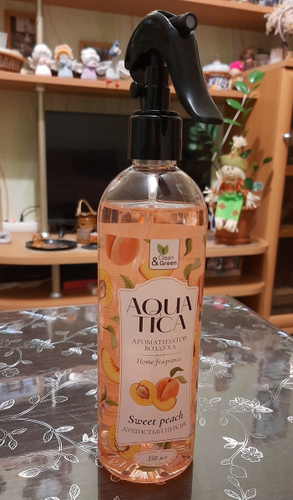 Clean
& Green
AQUA
TICA
АРОМАТИЗАТОР
ВОЗДУХА
Home fragrance
Sweet peach
ДУШИСТЫЙ ПЕРСИК
350 мл